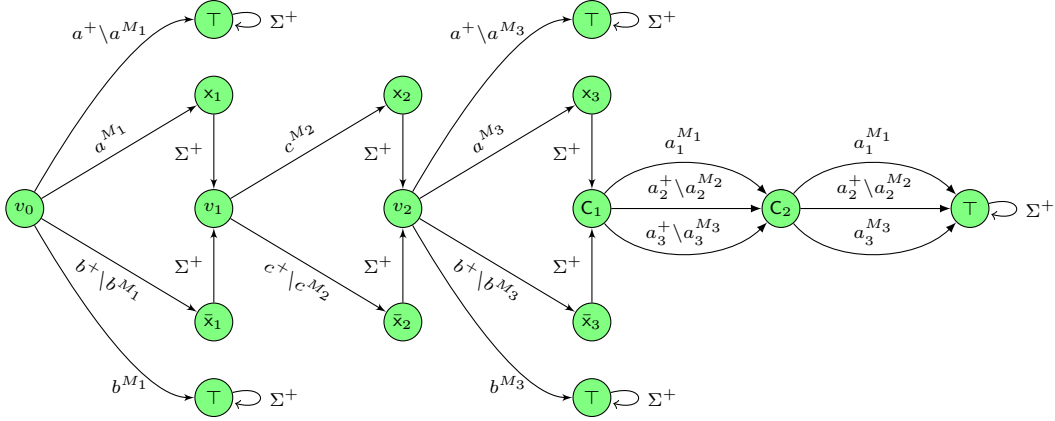 a⁺\a^{M₁} ⊤ Σ⁺ a⁺\a^{M₃} ⊤ Σ⁺
x₁ x₂ x₃
a^{M₁} Σ⁺ c^{M₂} Σ⁺ a^{M₃} Σ⁺ a₁^{M₁} a₁^{M₁}
a₂⁺\a₂^{M₂} a₂⁺\a₂^{M₂}
v₀ v₁ v₂ C₁ C₂ ⊤ Σ⁺
a₃⁺\a₃^{M₃} a₃^{M₃}
b⁺|b^{M₁} Σ⁺ c⁺|c^{M₂} Σ⁺ b⁺|b^{M₃} Σ⁺
x̄₁ x̄₂ x̄₃
b^{M₁} ⊤ Σ⁺ b^{M₃} ⊤ Σ⁺